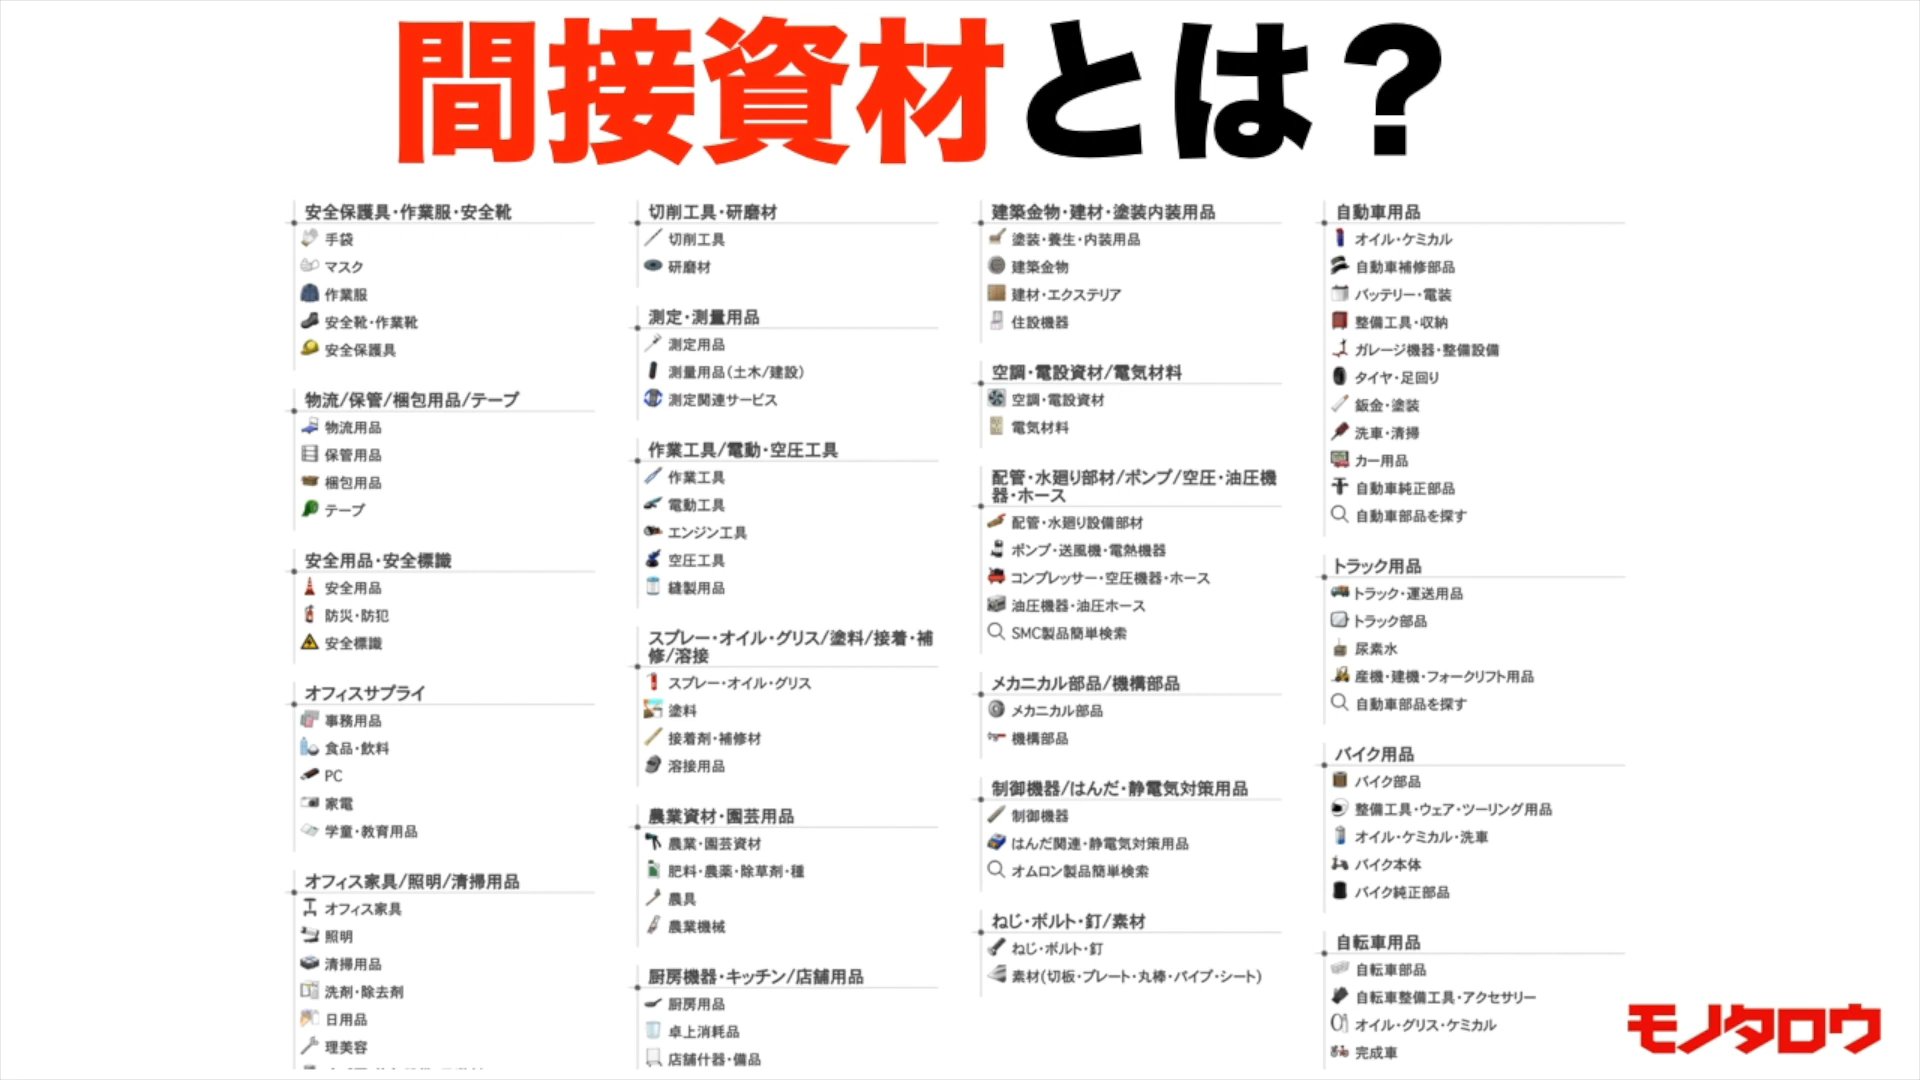 間接資材とは？
安全保護具・作業服・安全靴
手袋
マスク
作業服
安全靴・作業靴
安全保護具
物流/保管/梱包用品/テープ
物流用品
保管用品
梱包用品
テープ
安全用品・安全標識
安全用品
防災・防犯
安全標識
オフィスサプライ
事務用品
食品・飲料
PC
家電
学童・教育用品
オフィス家具/照明/清掃用品
オフィス家具
照明
清掃用品
洗剤・除去剤
日用品
理美容
切削工具・研磨材
切削工具
研磨材
測定・測量用品
測定用品
測量用品（土木/建設）
測定関連サービス
作業工具/電動・空圧工具
作業工具
電動工具
エンジン工具
空圧工具
縫製用品
スプレー・オイル・グリス/塗料/接着・補
修/溶接
スプレー・オイル・グリス
塗料
接着剤・補修材
溶接用品
農業資材・園芸用品
農業・園芸資材
肥料・農薬・除草剤・種
農具
農業機械
厨房機器・キッチン/店舗用品
厨房用品
卓上消耗品
店舗什器・備品
建築金物・建材・塗装内装用品
塗装・養生・内装用品
建築金物
建材・エクステリア
住設機器
空調・電設資材/電気材料
空調・電設資材
電気材料
配管・水廻り部材/ポンプ/空圧・油圧機
器・ホース
配管・水廻り設備部材
ポンプ・送風機・電熱機器
コンプレッサー・空圧機器・ホース
油圧機器・油圧ホース
SMC製品簡単検索
メカニカル部品/機構部品
メカニカル部品
機構部品
制御機器/はんだ・静電気対策用品
制御機器
はんだ関連・静電気対策用品
オムロン製品簡単検索
ねじ・ボルト・釘/素材
ねじ・ボルト・釘
素材(切板・プレート・丸棒・パイプ・シート)
自動車用品
オイル・ケミカル
自動車補修部品
バッテリー・電装
整備工具・収納
ガレージ機器・整備設備
タイヤ・足回り
鈑金・塗装
洗車・清掃
カー用品
自動車純正部品
自動車部品を探す
トラック用品
トラック・運送用品
トラック部品
尿素水
産機・建機・フォークリフト用品
自動車部品を探す
バイク用品
バイク部品
整備工具・ウェア・ツーリング用品
オイル・ケミカル・洗車
バイク本体
バイク純正部品
自転車用品
自転車部品
自転車整備工具・アクセサリー
オイル・グリス・ケミカル
完成車
モノタロウ